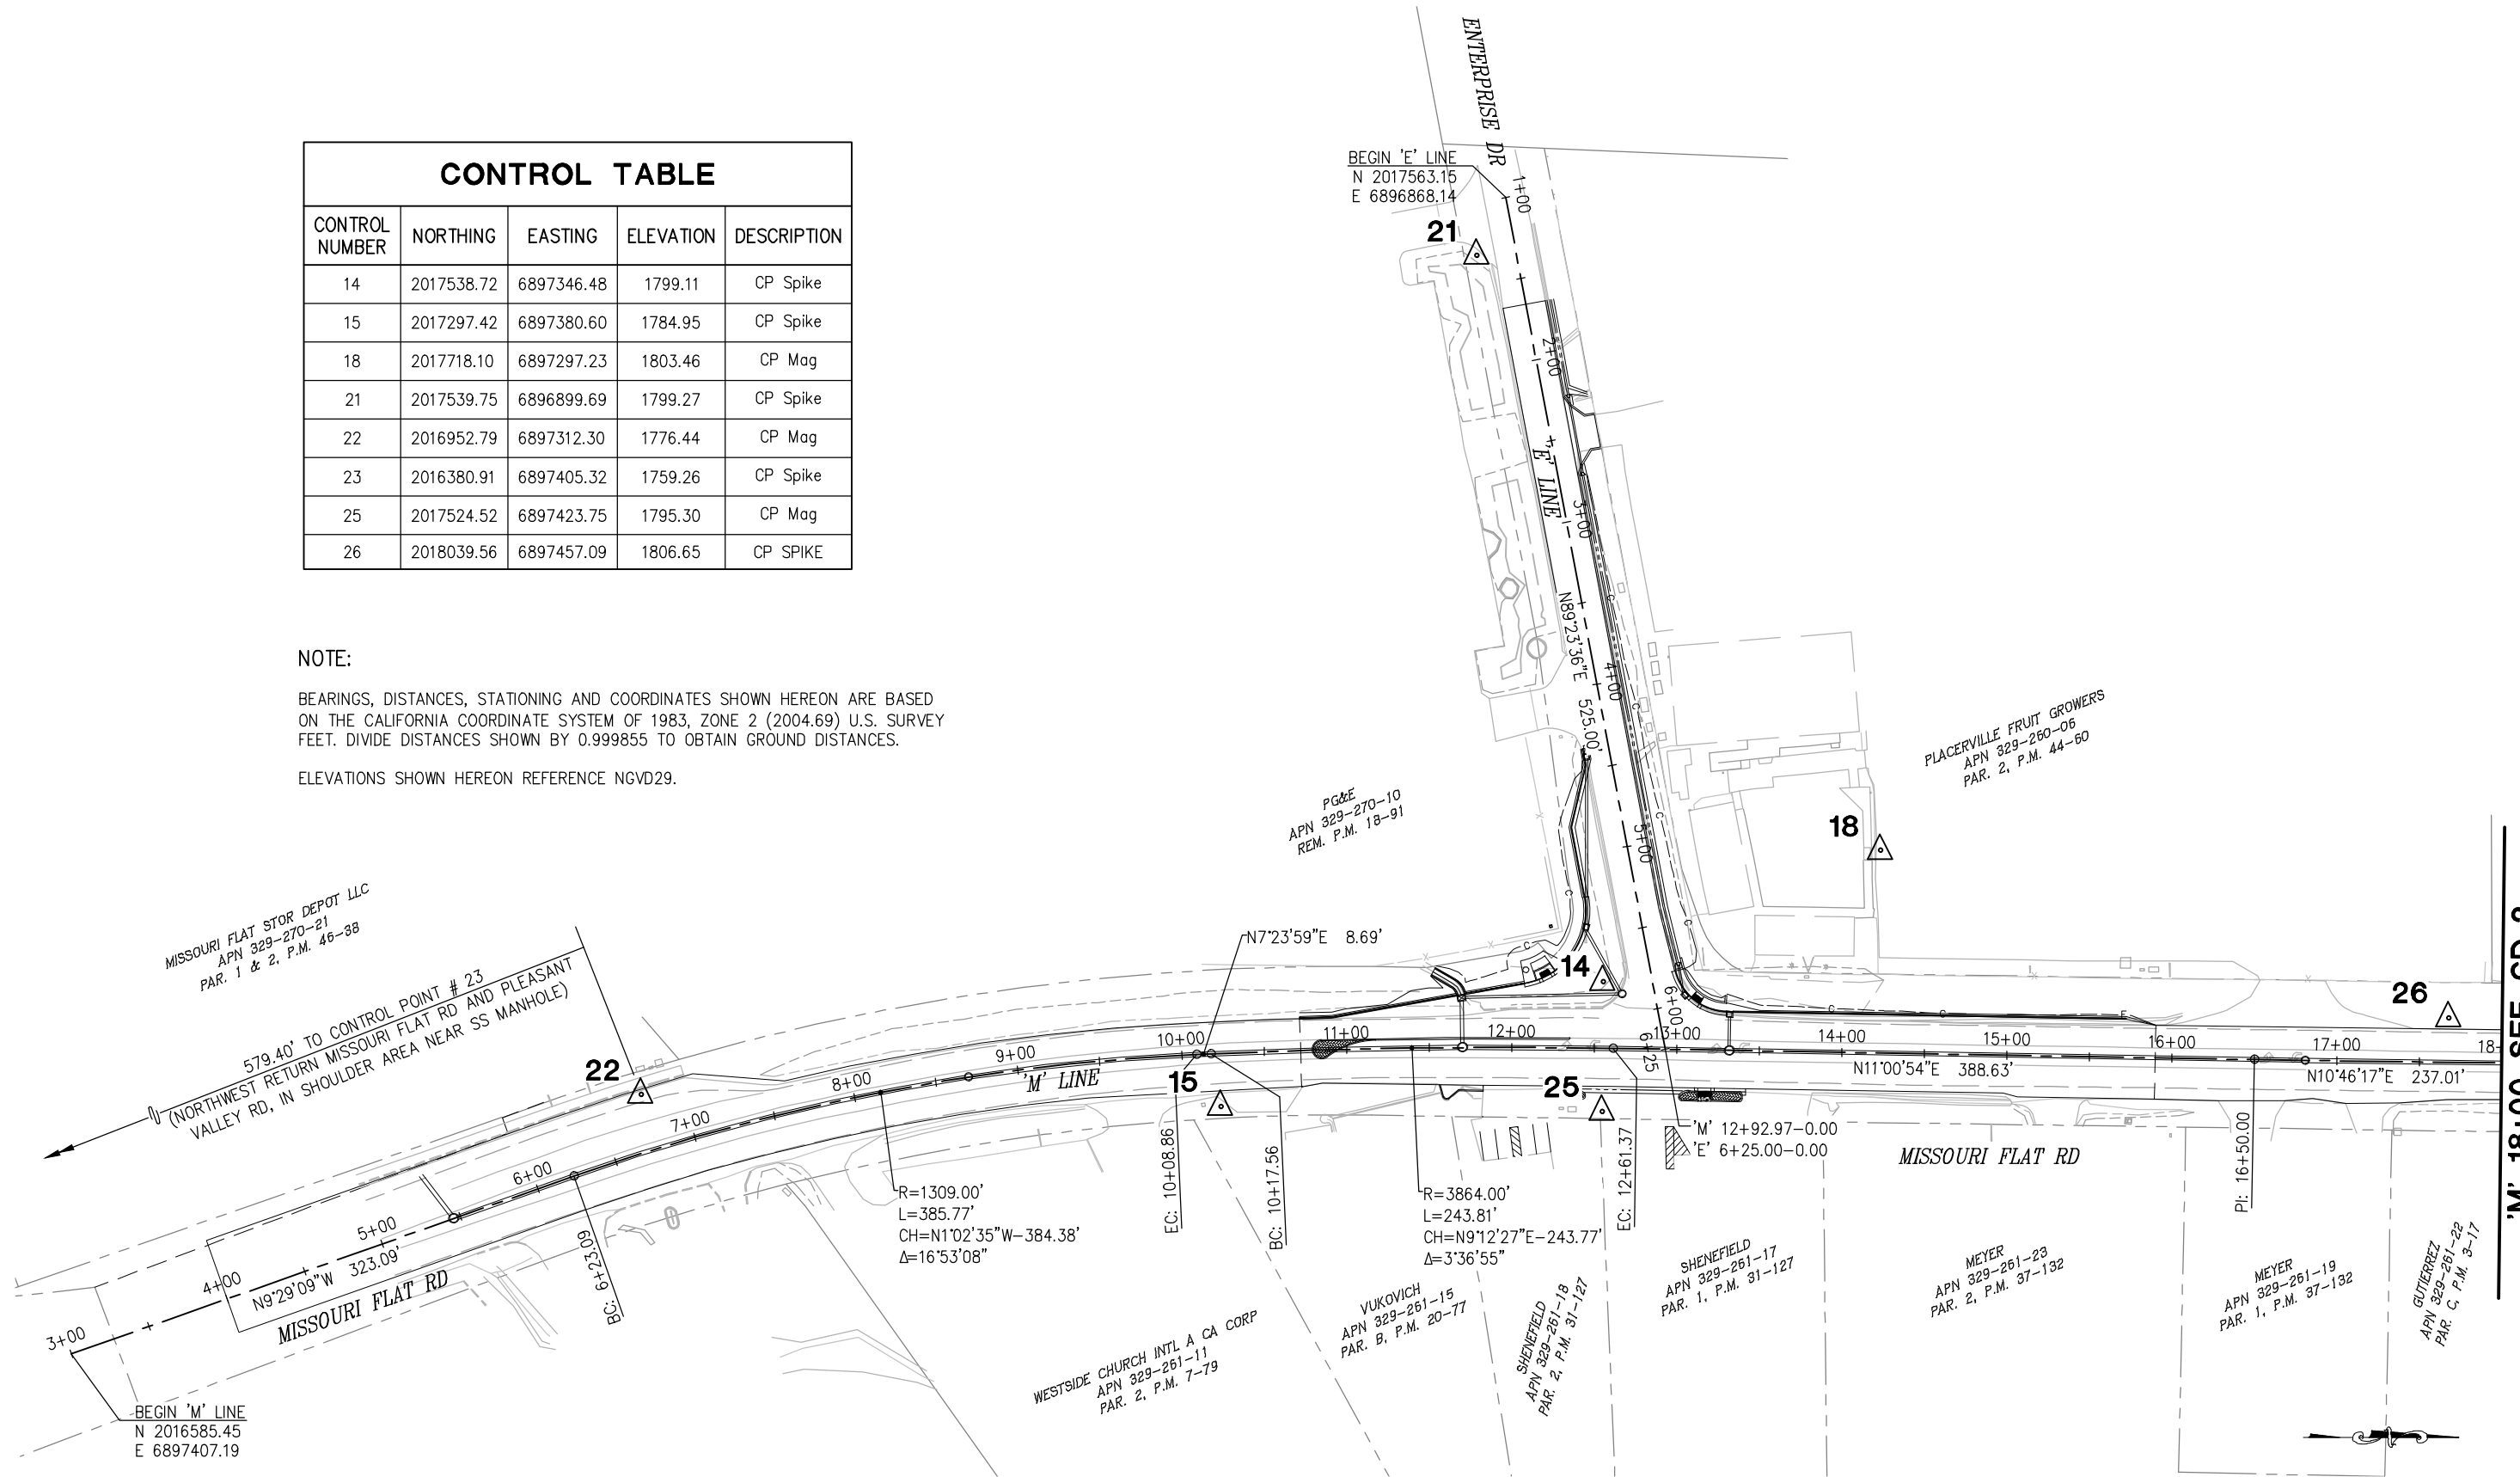 CONTROL TABLE
CONTROL NUMBER NORTHING EASTING ELEVATION DESCRIPTION
14 2017538.72 6897346.48 1799.11 CP Spike
15 2017297.42 6897380.60 1784.95 CP Spike
18 2017718.10 6897297.23 1803.46 CP Mag
21 2017539.75 6896899.69 1799.27 CP Spike
22 2016952.79 6897312.30 1776.44 CP Mag
23 2016380.91 6897405.32 1759.26 CP Spike
25 2017524.52 6897423.75 1795.30 CP Mag
26 2018039.56 6897457.09 1806.65 CP SPIKE
NOTE:
BEARINGS, DISTANCES, STATIONING AND COORDINATES SHOWN HEREON ARE BASED
ON THE CALIFORNIA COORDINATE SYSTEM OF 1983, ZONE 2 (2004.69) U.S. SURVEY
FEET. DIVIDE DISTANCES SHOWN BY 0.999855 TO OBTAIN GROUND DISTANCES.
ELEVATIONS SHOWN HEREON REFERENCE NGVD29.
ENTERPRISE DR
BEGIN 'E' LINE
N 2017563.15
E 6896868.14
21
1+00
2+00
'E' LINE
3+00
N89°23'36"E 525.00'
4+00
5+00
6+00
6+25
PLACERVILLE FRUIT GROWERS
APN 329-260-06
PAR. 2, P.M. 44-60
PG&E
APN 329-270-10
REM. P.M. 18-91
18
14
26
MISSOURI FLAT STOR DEPOT LLC
APN 329-270-21
PAR. 1 & 2, P.M. 46-38
579.40' TO CONTROL POINT # 23
(NORTHWEST RETURN MISSOURI FLAT RD AND PLEASANT
VALLEY RD, IN SHOULDER AREA NEAR SS MANHOLE)
22
N7°23'59"E 8.69'
3+00
4+00
5+00
6+00
7+00
8+00
9+00
10+00
11+00
12+00
13+00
14+00
15+00
16+00
17+00
18+
'M' LINE
15
25
N11°00'54"E 388.63'
N10°46'17"E 237.01'
N9°29'09"W 323.09'
MISSOURI FLAT RD
BC: 6+23.09
R=1309.00'
L=385.77'
CH=N1°02'35"W-384.38'
Δ=16°53'08"
EC: 10+08.86
BC: 10+17.56
R=3864.00'
L=243.81'
CH=N9°12'27"E-243.77'
Δ=3°36'55"
EC: 12+61.37
'M' 12+92.97-0.00
'E' 6+25.00-0.00
MISSOURI FLAT RD
PI: 16+50.00
BEGIN 'M' LINE
N 2016585.45
E 6897407.19
WESTSIDE CHURCH INTL A CA CORP
APN 329-261-11
PAR. 2, P.M. 7-79
VUKOVICH
APN 329-261-15
PAR. B, P.M. 20-77
SHENEFIELD
APN 329-261-18
PAR. 2, P.M. 31-127
SHENEFIELD
APN 329-261-17
PAR. 1, P.M. 31-127
MEYER
APN 329-261-23
PAR. 2, P.M. 37-132
MEYER
APN 329-261-19
PAR. 1, P.M. 37-132
GUTIERREZ
APN 329-261-22
PAR. C, P.M. 3-17
'M' 18+00 SEE